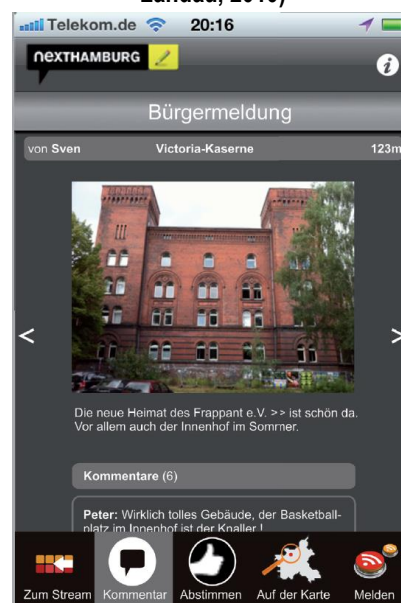 Landau, 2010)
Telekom.de 20:16
nexthamburg
i
Bürgermeldung
von Sven Victoria-Kaserne 123m
< >
Die neue Heimat des Frappant e.V. >> ist schön da.
Vor allem auch der Innenhof im Sommer.
Kommentare (6)
Peter: Wirklich tolles Gebäude, der Basketball-
platz im Innenhof ist der Knaller !
Zum Stream Kommentar Abstimmen Auf der Karte Melden